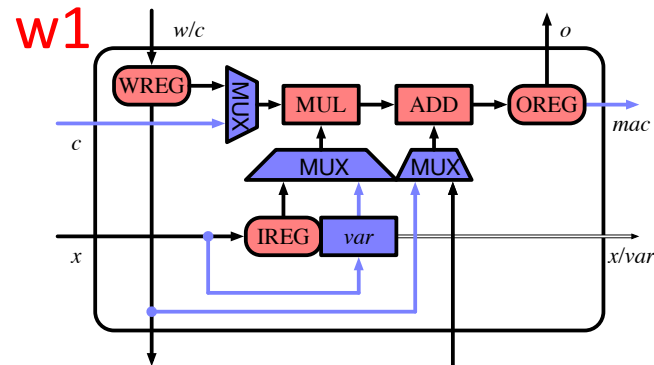 w1
w/c
o
WREG
MUX
MUL
ADD
OREG
c
mac
MUX
MUX
IREG
var
x
x/var